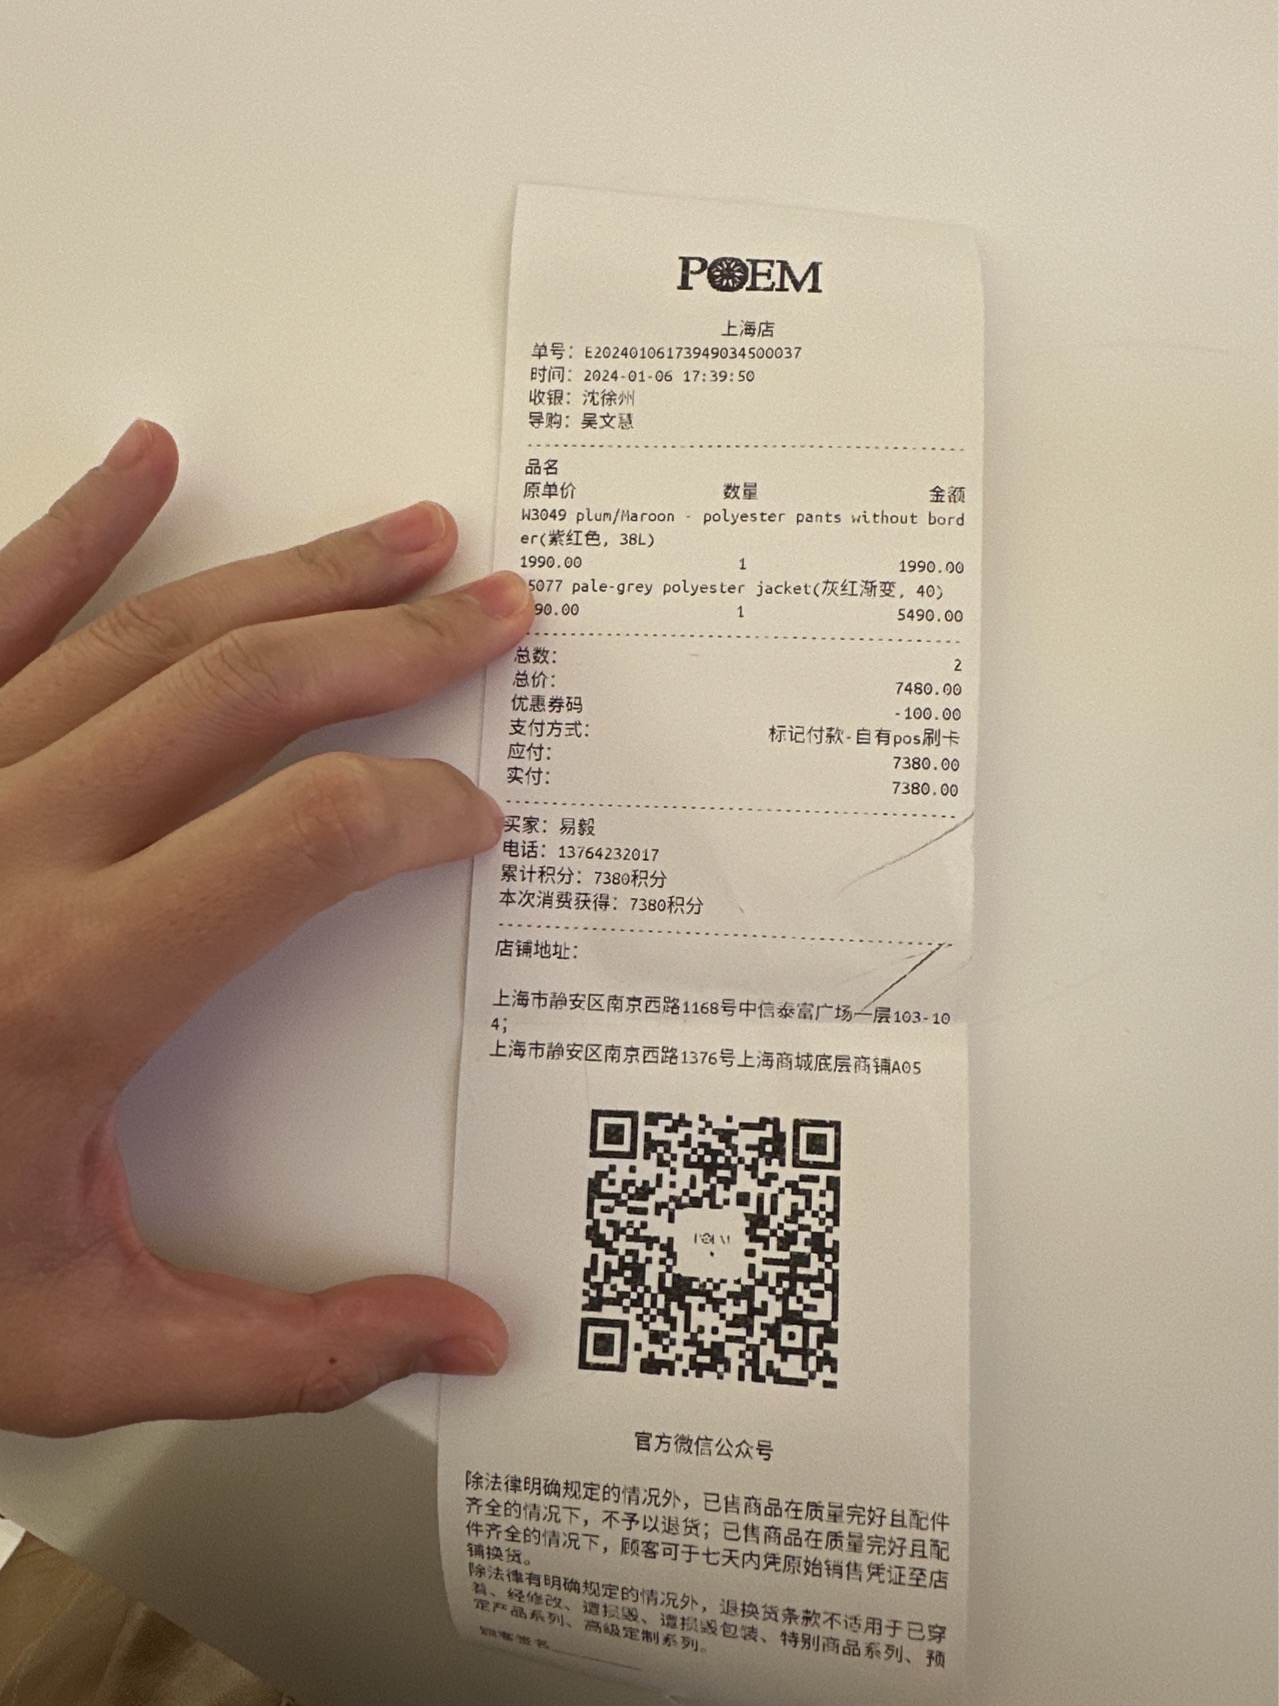 POEM
上海店
单号：E20240106173949034500037
时间：2024-01-06 17:39:50
收银：沈徐州
导购：吴文慧
品名
原单价 数量 金额
W3049 plum/Maroon - polyester pants without bord
er(紫红色, 38L)
1990.00 1 1990.00
5077 pale-grey polyester jacket(灰红渐变, 40)
90.00 1 5490.00
总数： 2
总价： 7480.00
优惠券码 -100.00
支付方式： 标记付款-自有pos刷卡
应付： 7380.00
实付： 7380.00
买家：易毅
电话：13764232017
累计积分：7380积分
本次消费获得：7380积分
店铺地址：
上海市静安区南京西路1168号中信泰富广场一层103-10
4；
上海市静安区南京西路1376号上海商城底层商铺A05
官方微信公众号
除法律明确规定的情况外，已售商品在质量完好且配件
齐全的情况下，不予以退货；已售商品在质量完好且配
件齐全的情况下，顾客可于七天内凭原始销售凭证至店
铺换货。
除法律有明确规定的情况外，退换货条款不适用于已穿
着、经修改、遭损毁、遭损毁包装、特别商品系列、预
定产品系列、高级定制系列。
顾客签名